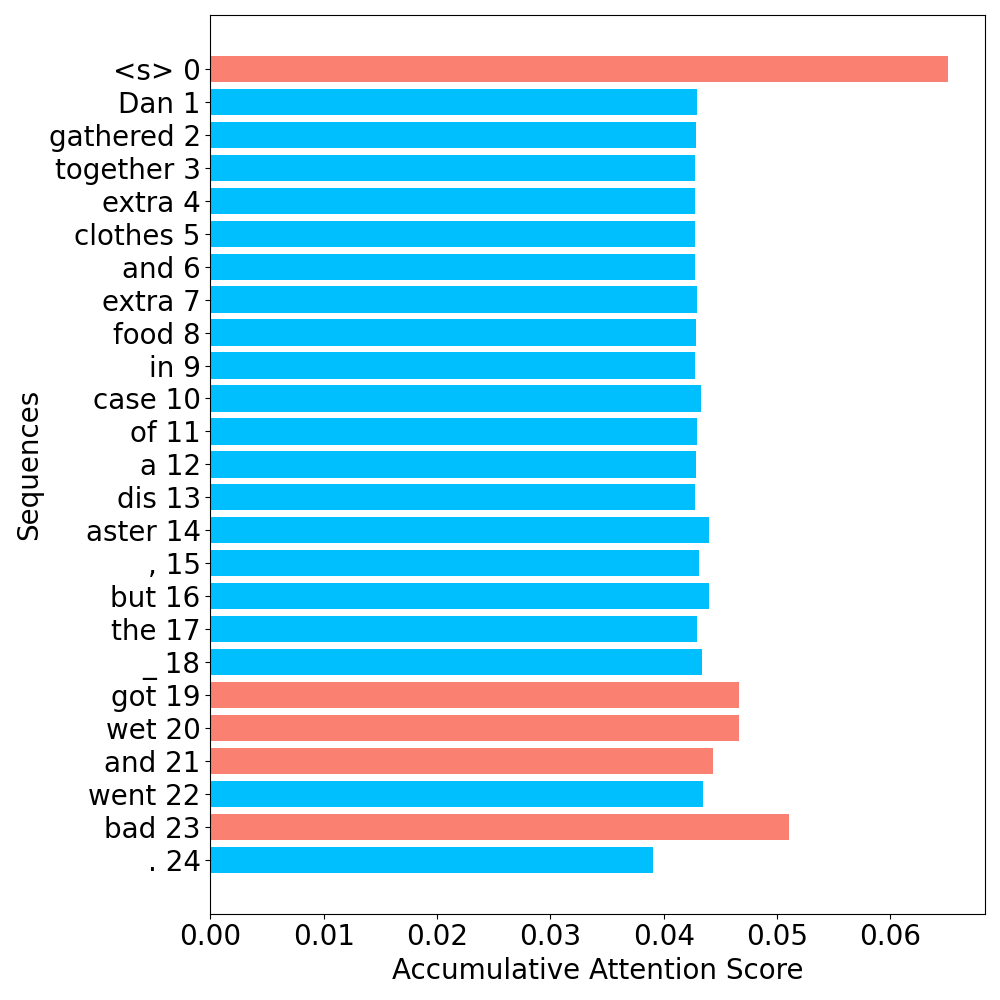 <s> 0
Dan 1
gathered 2
together 3
extra 4
clothes 5
and 6
extra 7
food 8
in 9
case 10
of 11
a 12
dis 13
aster 14
, 15
but 16
the 17
_ 18
got 19
wet 20
and 21
went 22
bad 23
. 24
Sequences
0.00 0.01 0.02 0.03 0.04 0.05 0.06
Accumulative Attention Score